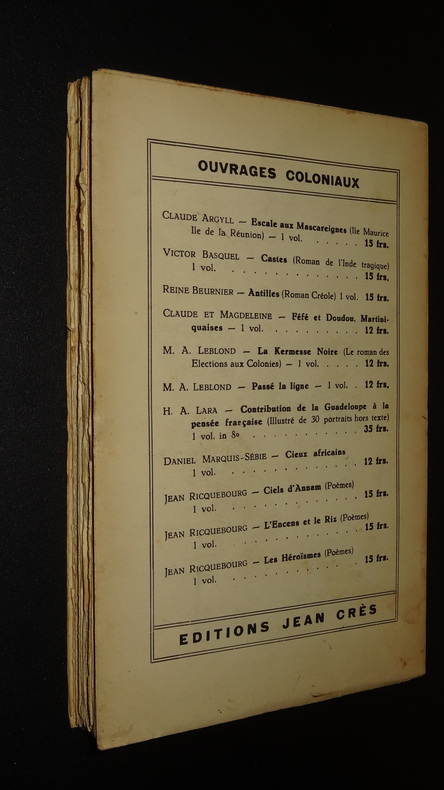 OUVRAGES COLONIAUX
CLAUDE ARGYLL — Escale aux Mascareignes (Ile Maurice
Ile de la Réunion) — 1 vol. . . . . . 15 frs.
VICTOR BASQUEL — Castes (Roman de l'Inde tragique)
1 vol. . . . . . . . . . . . . . 15 frs.
REINE BEURNIER — Antilles (Roman Créole) 1 vol. 15 frs.
CLAUDE ET MAGDELEINE — Féfé et Doudou, Martini-
quaises — 1 vol. . . . . . . . . . 12 frs.
M. A. LEBLOND — La Kermesse Noire (Le roman des
Elections aux Colonies) — 1 vol. . . . . 12 frs.
M. A. LEBLOND — Passé la ligne — 1 vol. . 12 frs.
H. A. LARA — Contribution de la Guadeloupe à la
pensée française (Illustré de 30 portraits hors texte)
1 vol. in 8º . . . . . . . . . . . 35 frs.
DANIEL MARQUIS-SÉBIE — Cieux africains
1 vol. . . . . . . . . . . . . . 12 frs.
JEAN RICQUEBOURG — Ciels d'Annam (Poèmes)
1 vol. . . . . . . . . . . . . . 15 frs.
JEAN RICQUEBOURG — L'Encens et le Riz (Poèmes)
1 vol. . . . . . . . . . . . . . 15 frs.
JEAN RICQUEBOURG — Les Héroïsmes (Poèmes)
1 vol. . . . . . . . . . . . . . 15 frs.
EDITIONS JEAN CRÈS